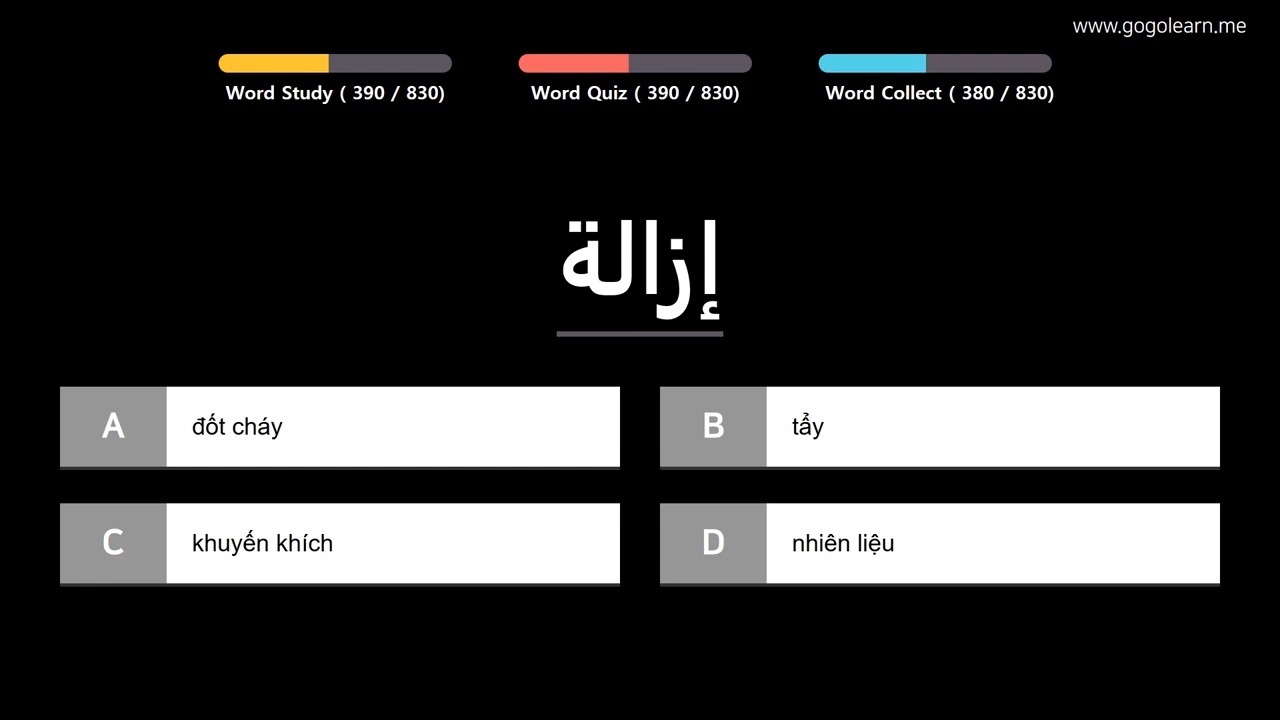 www.gogolearn.me
Word Study ( 390 / 830)
Word Quiz ( 390 / 830)
Word Collect ( 380 / 830)
إزالة
A
đốt cháy
B
tẩy
C
khuyến khích
D
nhiên liệu